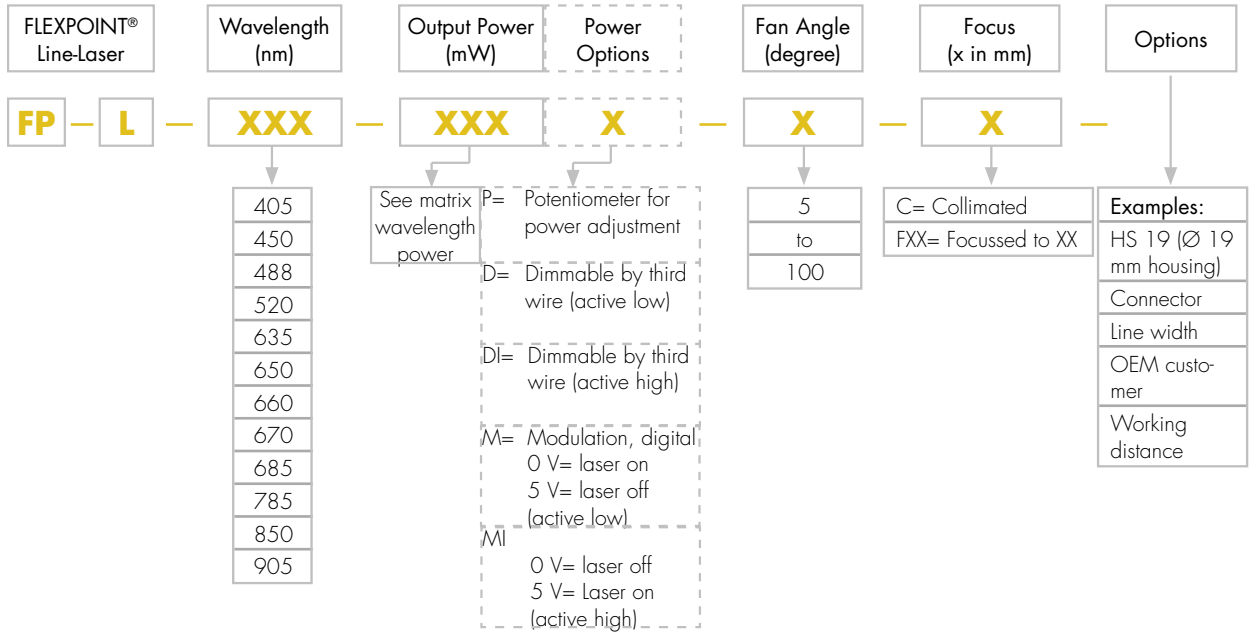 FLEXPOINT®
Line-Laser
Wavelength
(nm)
Output Power
(mW)
Power
Options
Fan Angle
(degree)
Focus
(x in mm)
Options
FP — L — XXX — XXX X — X — X —
405
450
488
520
635
650
660
670
685
785
850
905
See matrix
wavelength
power
P= Potentiometer for
power adjustment
D= Dimmable by third
wire (active low)
DI= Dimmable by third
wire (active high)
M= Modulation, digital
0 V= laser on
5 V= laser off
(active low)
MI
0 V= laser off
5 V= Laser on
(active high)
5
to
100
C= Collimated
FXX= Focussed to XX
Examples:
HS 19 (Ø 19
mm housing)
Connector
Line width
OEM custo-
mer
Working
distance